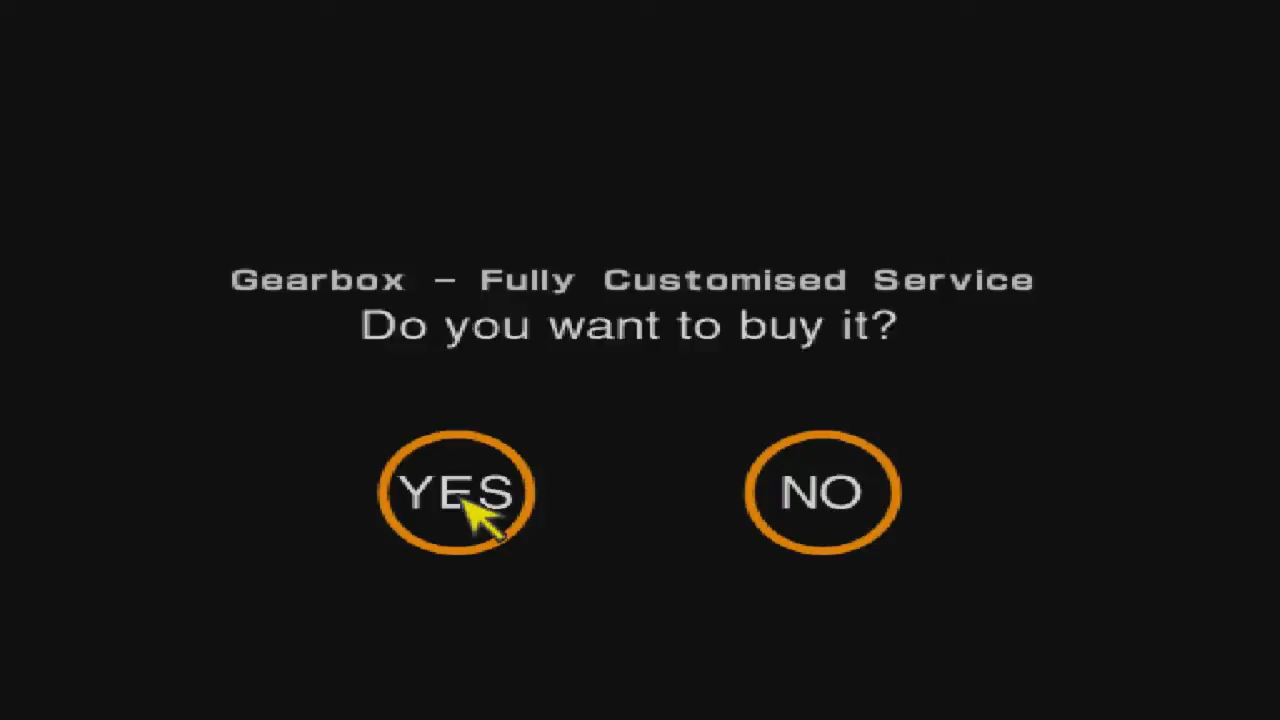 Gearbox - Fully Customised Service
Do you want to buy it?
YES NO